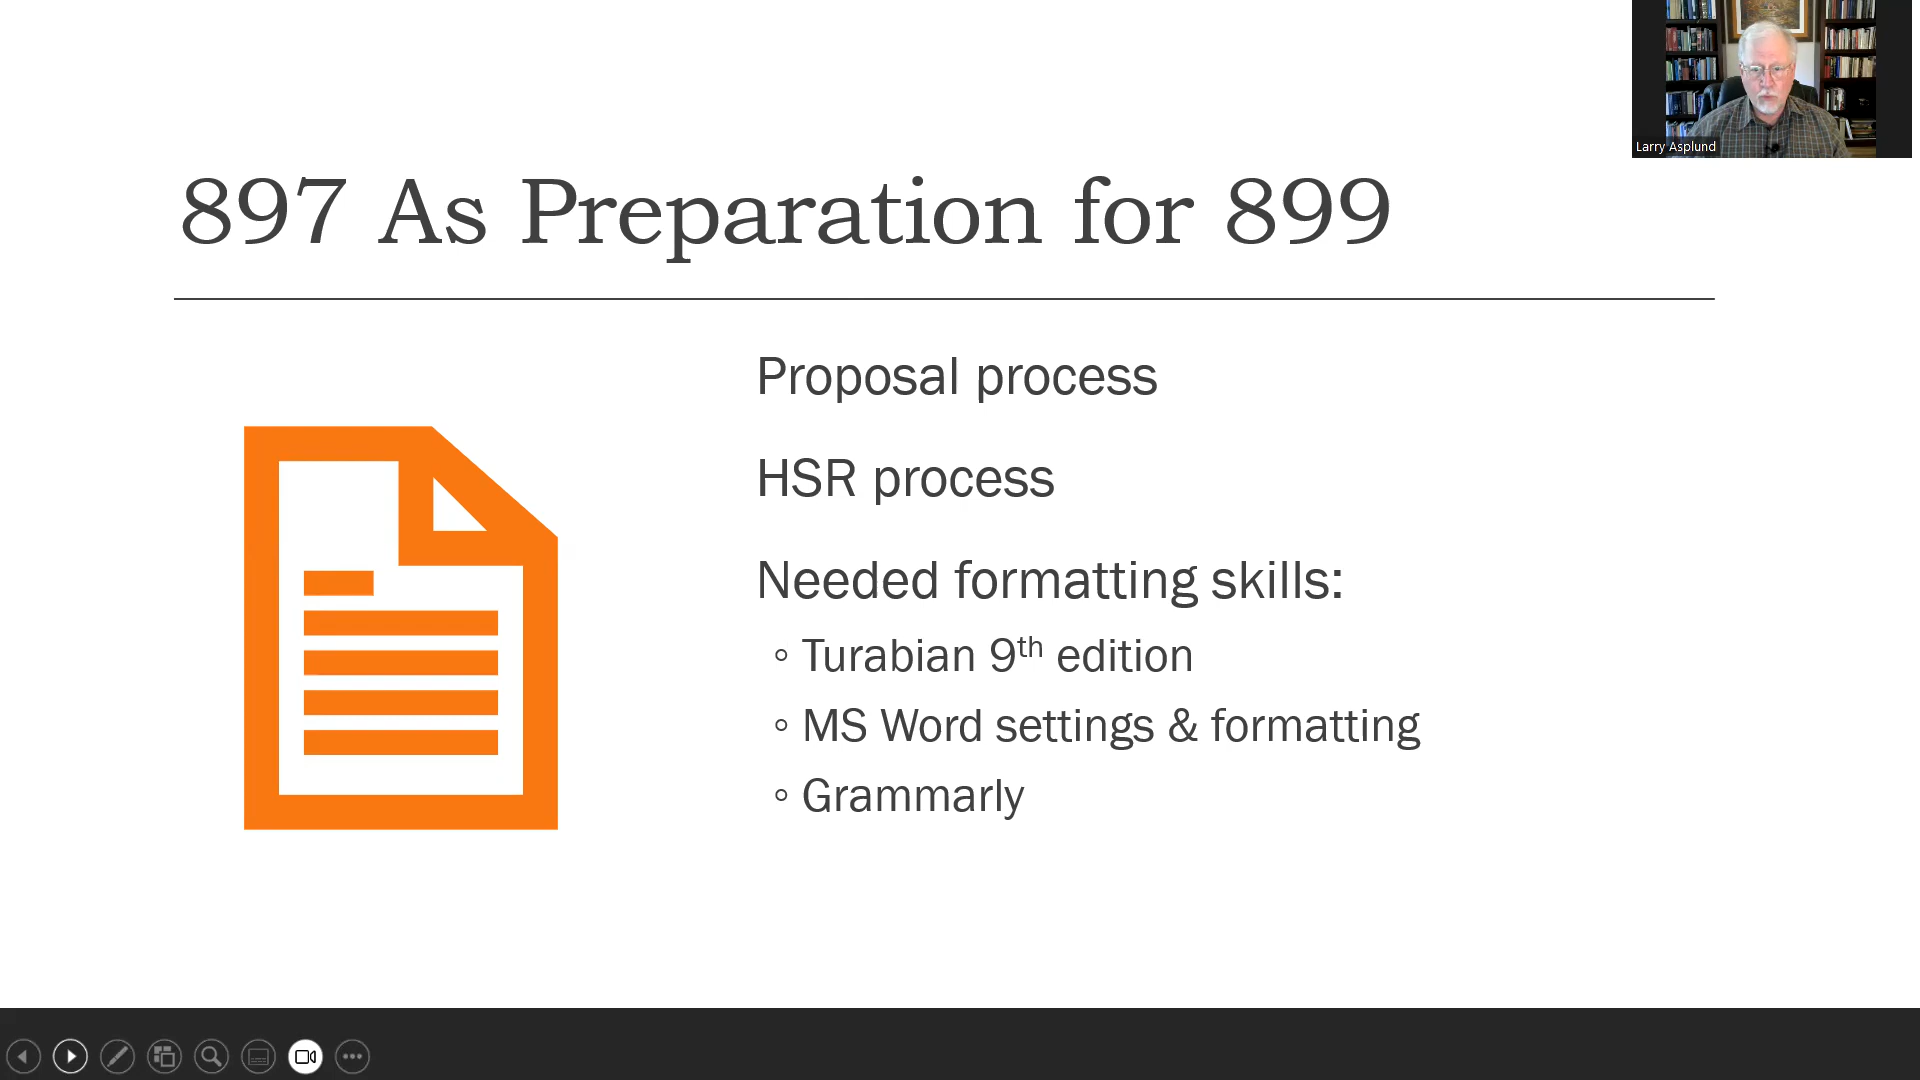 Larry Asplund
897 As Preparation for 899
Proposal process
HSR process
Needed formatting skills:
◦ Turabian 9th edition
◦ MS Word settings & formatting
◦ Grammarly